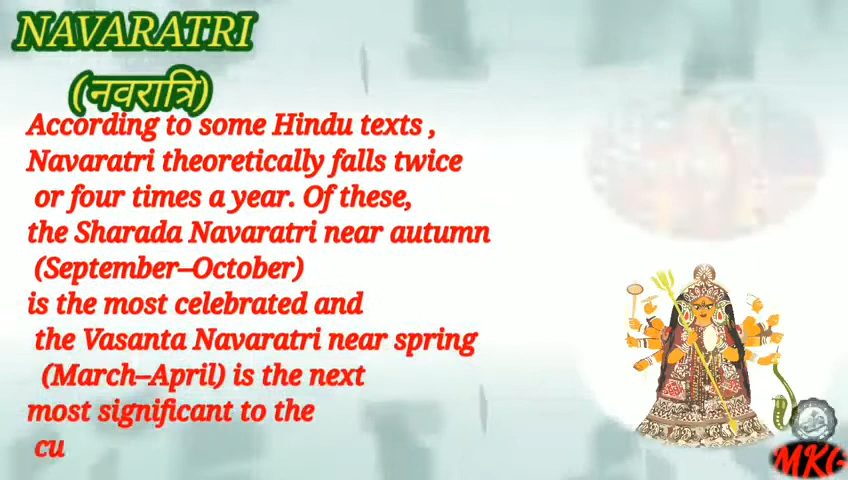 NAVARATRI
(नवरात्रि)
According to some Hindu texts ,
Navaratri theoretically falls twice
or four times a year. Of these,
the Sharada Navaratri near autumn
(September–October)
is the most celebrated and
the Vasanta Navaratri near spring
(March–April) is the next
most significant to the
cu
MKG